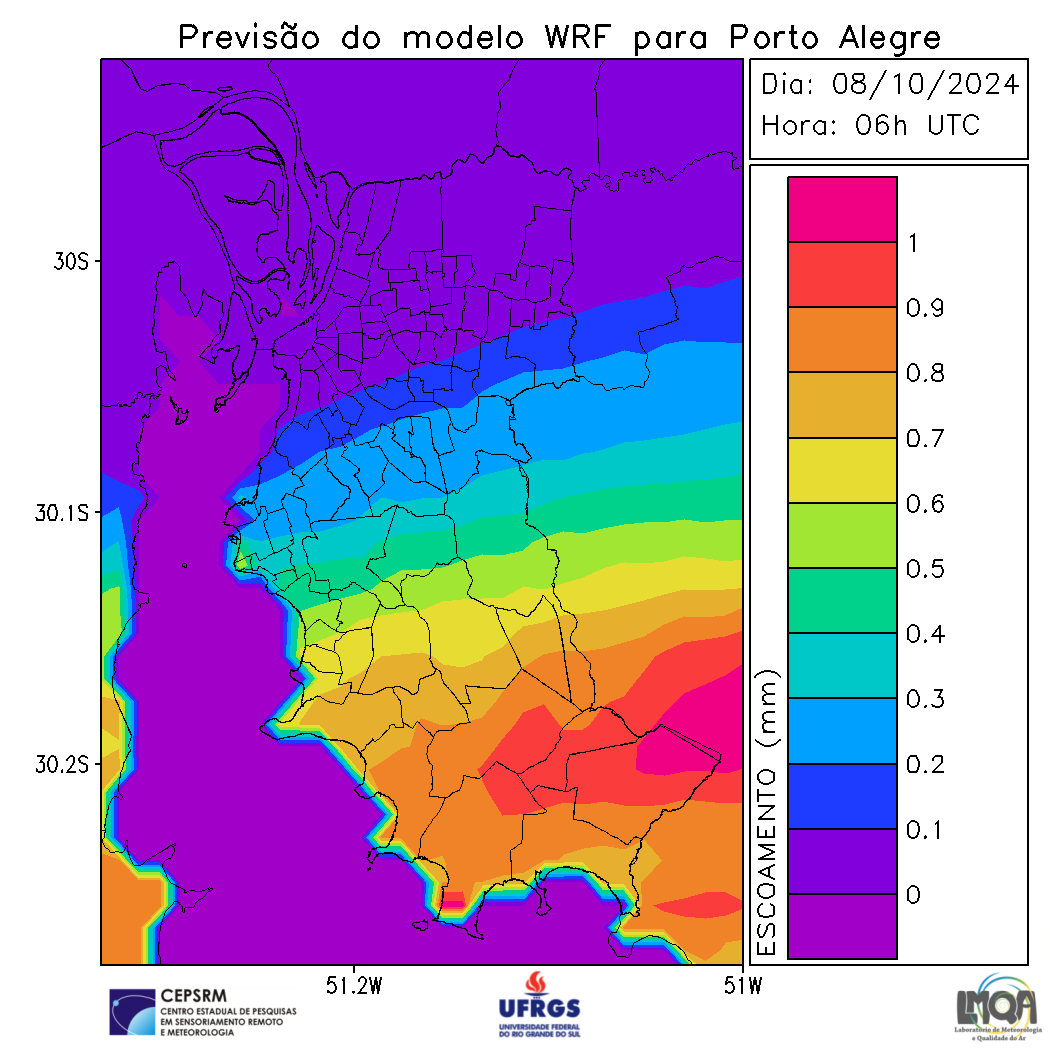 Previsão do modelo WRF para Porto Alegre
Dia: 08/10/2024
Hora: 06h UTC
30S
30.1S
30.2S
51.2W
51W
ESCOAMENTO (mm)
1
0.9
0.8
0.7
0.6
0.5
0.4
0.3
0.2
0.1
0
CEPSRM
CENTRO ESTADUAL DE PESQUISAS
EM SENSORIAMENTO REMOTO
E METEOROLOGIA
UFRGS
UNIVERSIDADE FEDERAL
DO RIO GRANDE DO SUL
LMQA
Laboratório de Meteorologia
e Qualidade do Ar